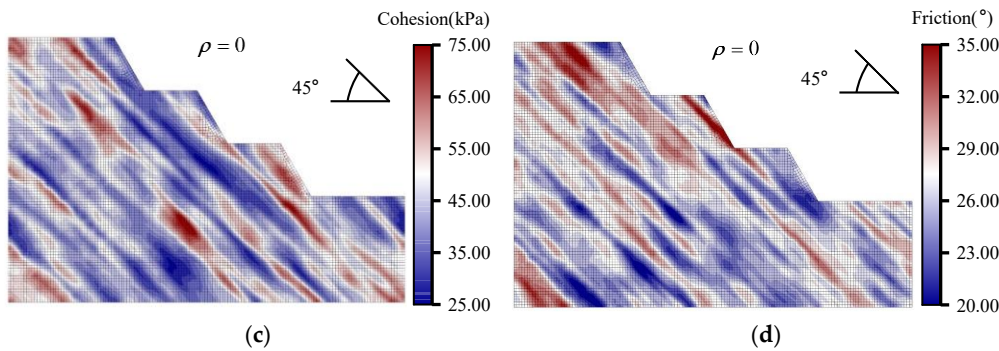 Cohesion(kPa)
ρ = 0
45°
75.00
65.00
55.00
45.00
35.00
25.00
(c)
Friction(°)
ρ = 0
45°
35.00
32.00
29.00
26.00
23.00
20.00
(d)